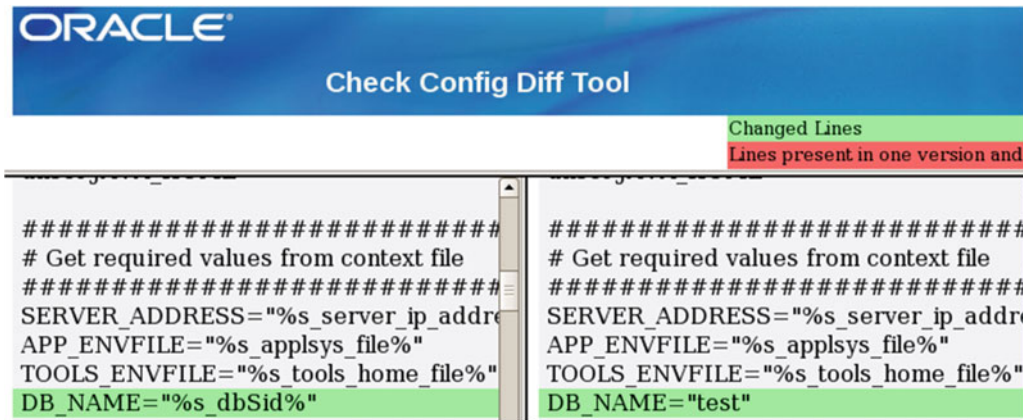 ORACLE
Check Config Diff Tool
Changed Lines
Lines present in one version and
###########################
# Get required values from context file
###########################
SERVER_ADDRESS="%s_server_ip_addre
APP_ENVFILE="%s_applsys_file%"
TOOLS_ENVFILE="%s_tools_home_file%"
DB_NAME="%s_dbSid%"
###########################
# Get required values from context file
###########################
SERVER_ADDRESS="%s_server_ip_addre
APP_ENVFILE="%s_applsys_file%"
TOOLS_ENVFILE="%s_tools_home_file%"
DB_NAME="test"